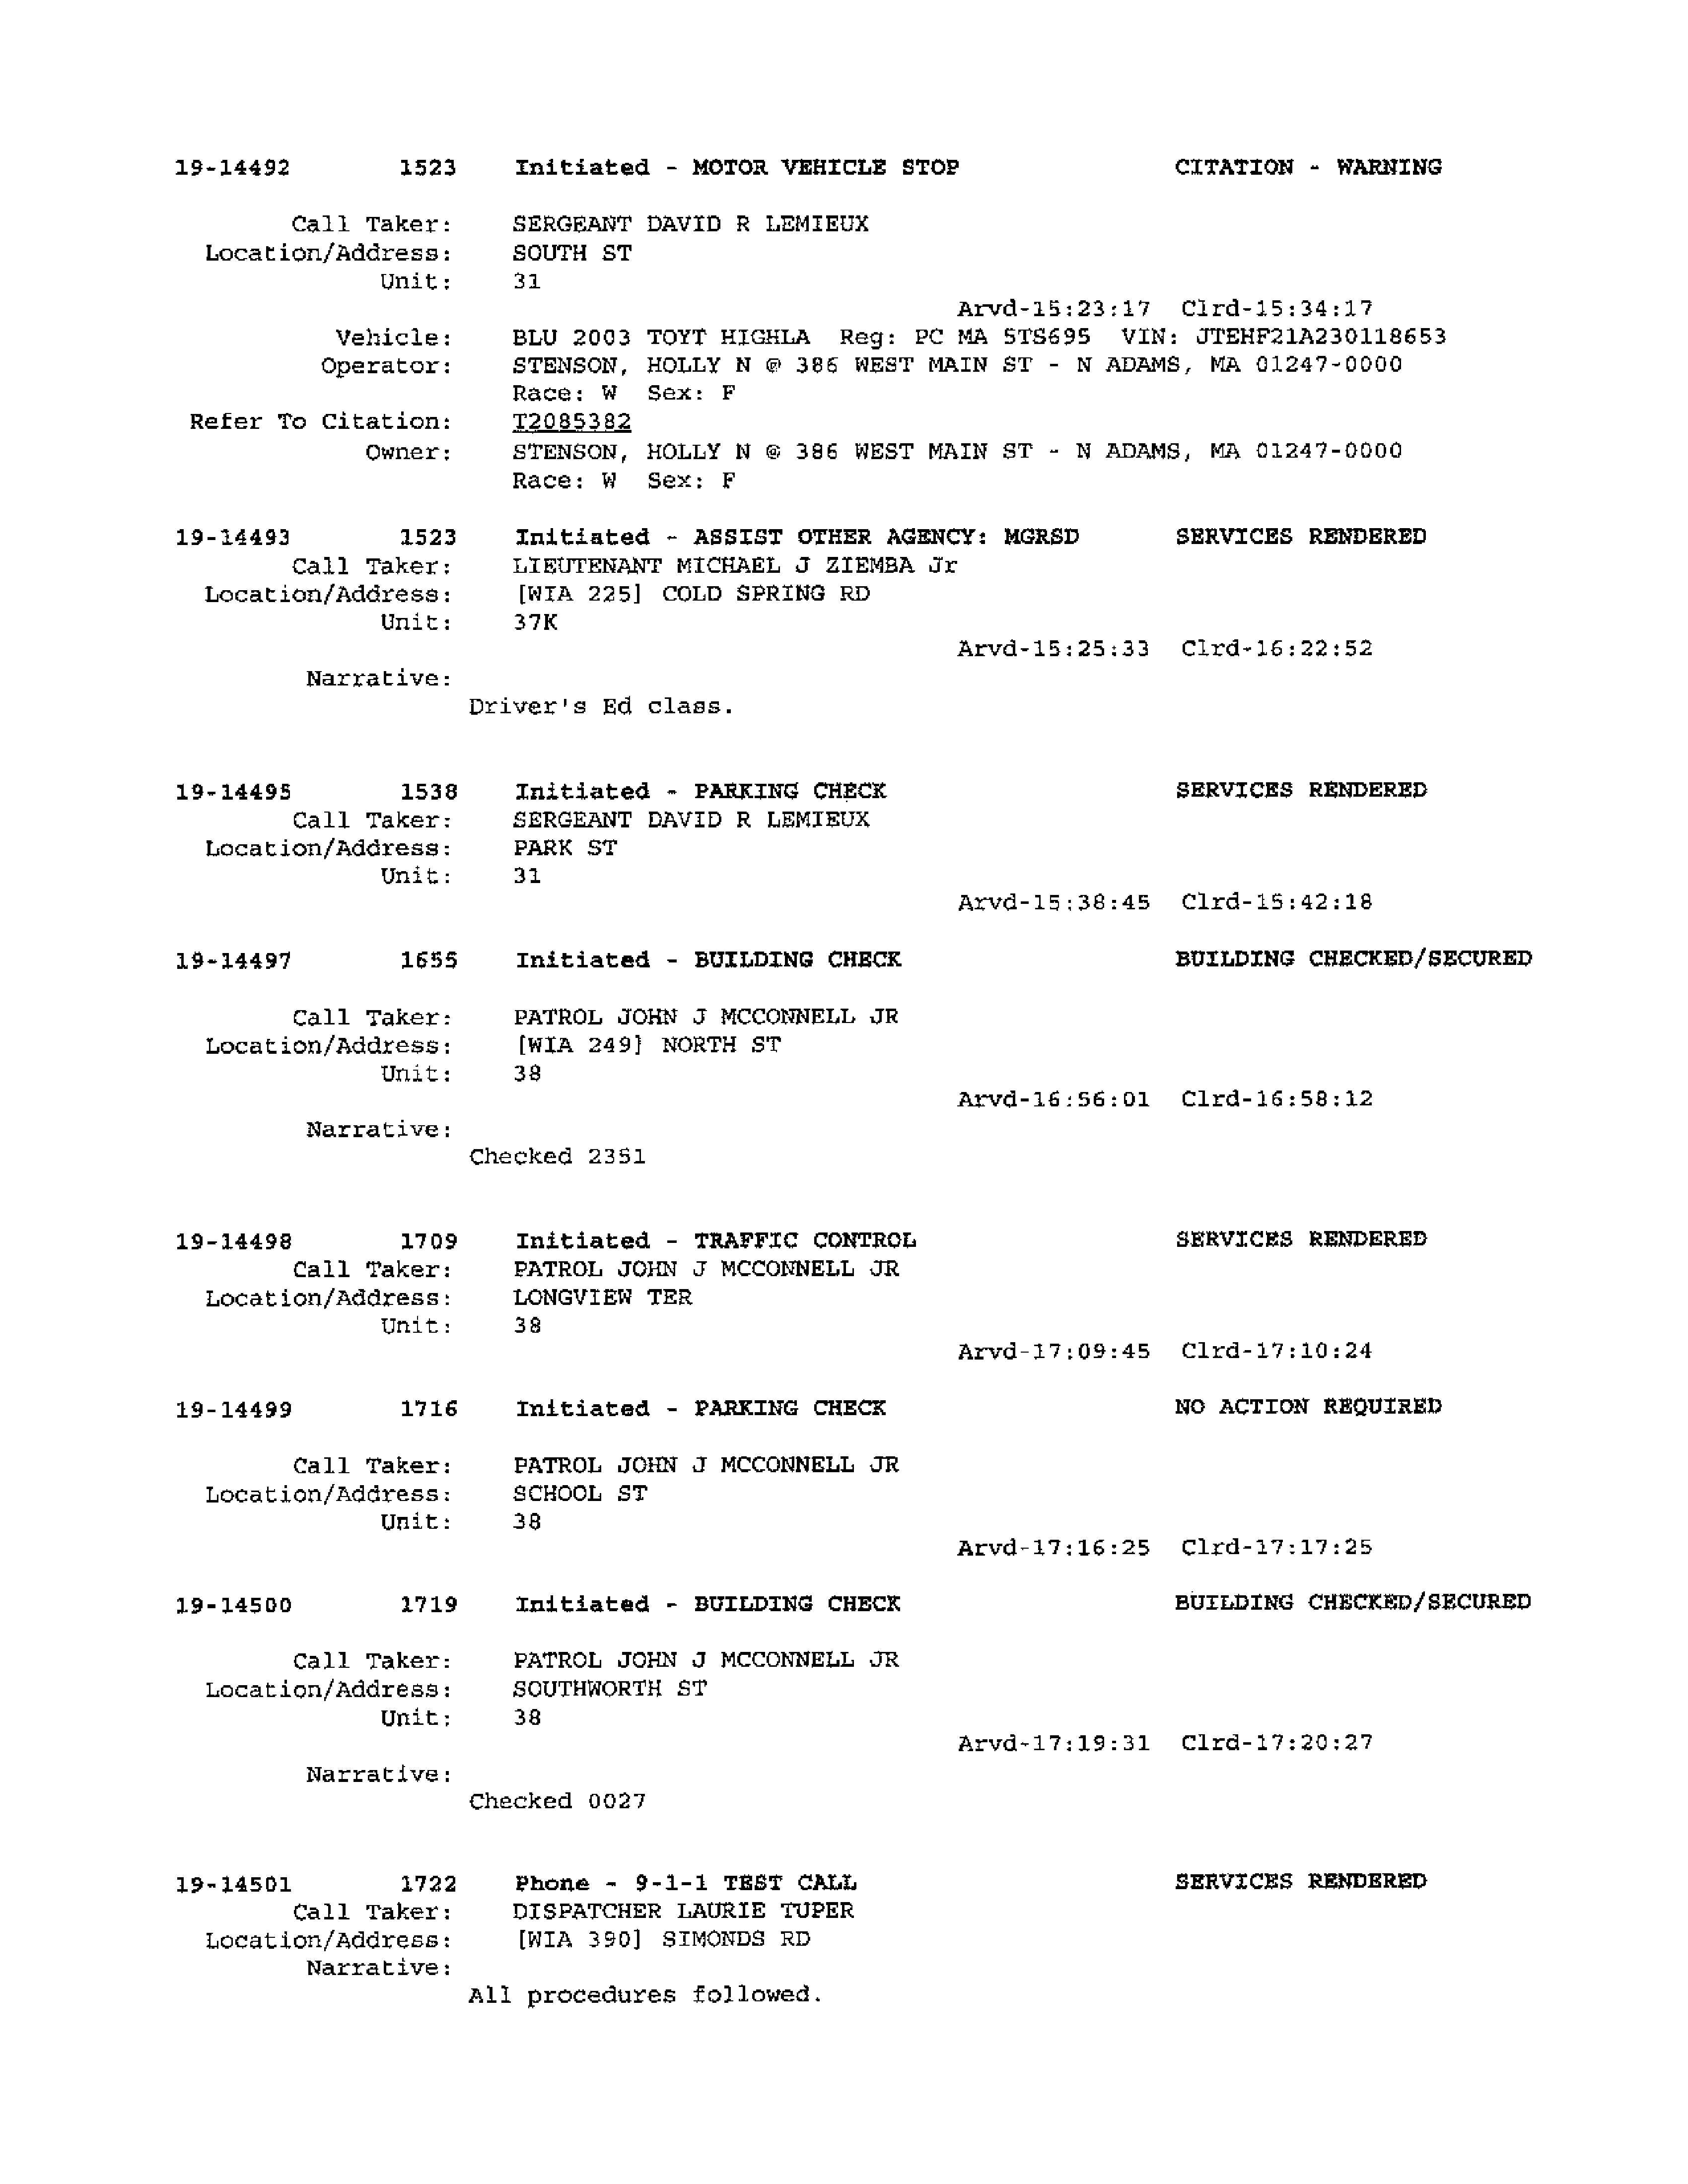 19-14492 1523 Initiated - MOTOR VEHICLE STOP CITATION - WARNING
Call Taker: SERGEANT DAVID R LEMIEUX
Location/Address: SOUTH ST
Unit: 31
Arvd-15:23:17 Clrd-15:34:17
Vehicle: BLU 2003 TOYT HIGHLA Reg: PC MA 5TS695 VIN: JTEHF21A230118653
Operator: STENSON, HOLLY N @ 386 WEST MAIN ST - N ADAMS, MA 01247-0000
Race: W Sex: F
Refer To Citation: T2085382
Owner: STENSON, HOLLY N @ 386 WEST MAIN ST - N ADAMS, MA 01247-0000
Race: W Sex: F
19-14493 1523 Initiated - ASSIST OTHER AGENCY: MGRSD SERVICES RENDERED
Call Taker: LIEUTENANT MICHAEL J ZIEMBA Jr
Location/Address: [WIA 225] COLD SPRING RD
Unit: 37K
Arvd-15:25:33 Clrd-16:22:52
Narrative:
Driver's Ed class.
19-14495 1538 Initiated - PARKING CHECK SERVICES RENDERED
Call Taker: SERGEANT DAVID R LEMIEUX
Location/Address: PARK ST
Unit: 31
Arvd-15:38:45 Clrd-15:42:18
19-14497 1655 Initiated - BUILDING CHECK BUILDING CHECKED/SECURED
Call Taker: PATROL JOHN J MCCONNELL JR
Location/Address: [WIA 249] NORTH ST
Unit: 38
Arvd-16:56:01 Clrd-16:58:12
Narrative:
Checked 2351
19-14498 1709 Initiated - TRAFFIC CONTROL SERVICES RENDERED
Call Taker: PATROL JOHN J MCCONNELL JR
Location/Address: LONGVIEW TER
Unit: 38
Arvd-17:09:45 Clrd-17:10:24
19-14499 1716 Initiated - PARKING CHECK NO ACTION REQUIRED
Call Taker: PATROL JOHN J MCCONNELL JR
Location/Address: SCHOOL ST
Unit: 38
Arvd-17:16:25 Clrd-17:17:25
19-14500 1719 Initiated - BUILDING CHECK BUILDING CHECKED/SECURED
Call Taker: PATROL JOHN J MCCONNELL JR
Location/Address: SOUTHWORTH ST
Unit: 38
Arvd-17:19:31 Clrd-17:20:27
Narrative:
Checked 0027
19-14501 1722 Phone - 9-1-1 TEST CALL SERVICES RENDERED
Call Taker: DISPATCHER LAURIE TUPER
Location/Address: [WIA 390] SIMONDS RD
Narrative:
All procedures followed.